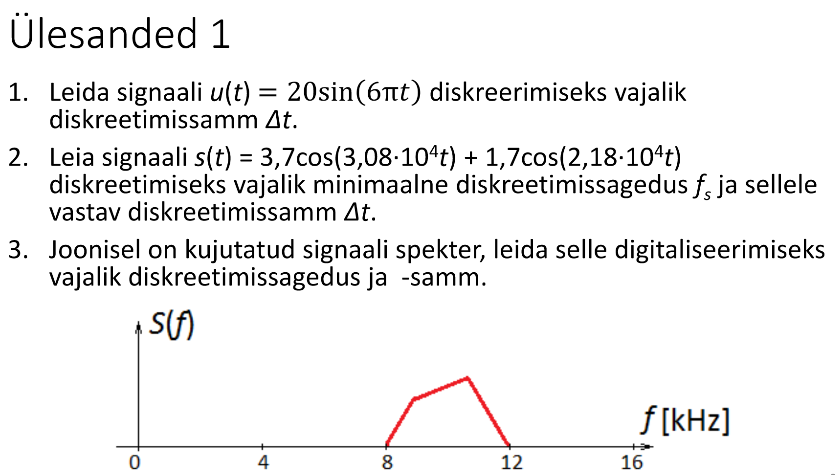 Ülesanded 1
1. Leida signaali u(t) = 20sin(6πt) diskreerimiseks vajalik
diskreetimissamm Δt.
2. Leia signaali s(t) = 3,7cos(3,08·10⁴t) + 1,7cos(2,18·10⁴t)
diskreetimiseks vajalik minimaalne diskreetimissagedus fₛ ja sellele
vastav diskreetimissamm Δt.
3. Joonisel on kujutatud signaali spekter, leida selle digitaliseerimiseks
vajalik diskreetimissagedus ja -samm.
S(f)
f [kHz]
0 4 8 12 16